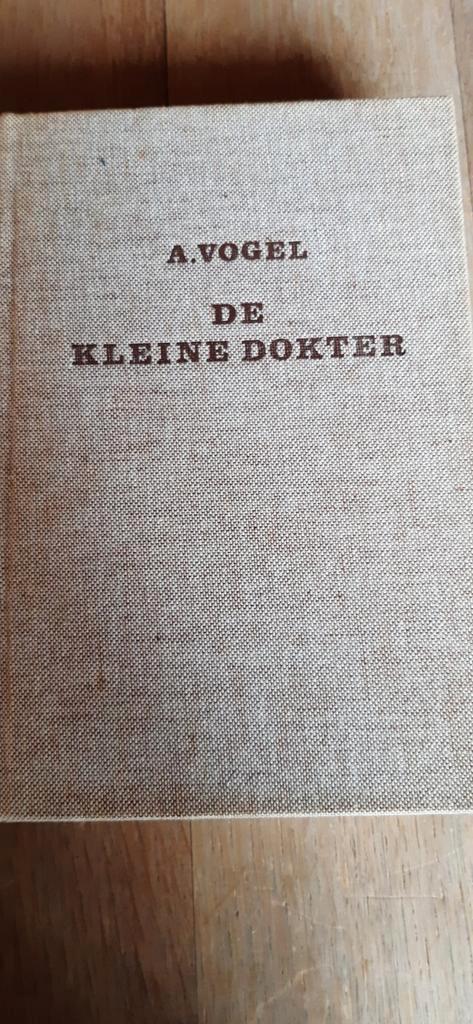 A. VOGEL
DE
KLEINE DOKTER